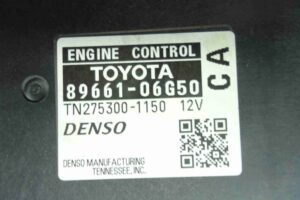 ENGINE CONTROL
TOYOTA
89661-06G50
CA
TN275300-1150 12V
DENSO
DENSO MANUFACTURING
TENNESSEE, INC.